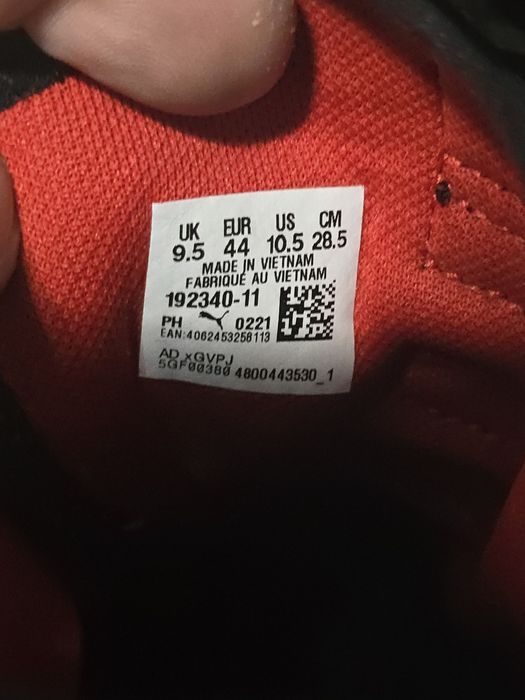 UK EUR US CM
9.5 44 10.5 28.5
MADE IN VIETNAM
FABRIQUÉ AU VIETNAM
192340-11
PH 0221
EAN:4062453258113
AD xGVPJ
5GF00380 4800443530_1